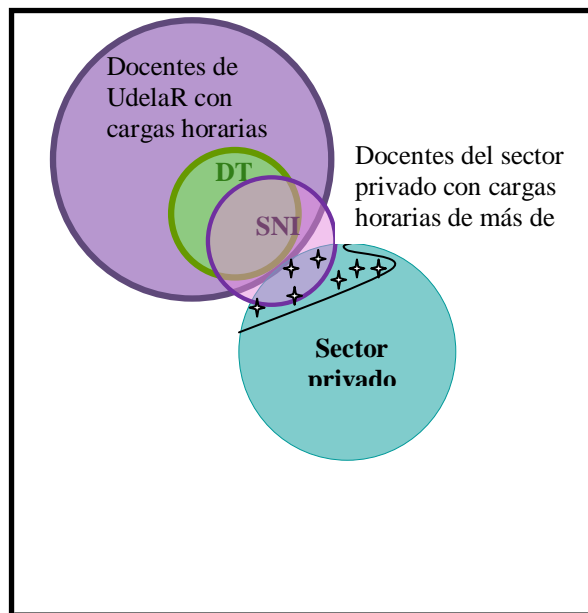 Docentes de
UdelaR con
cargas horarias
DT
SNI
Docentes del sector
privado con cargas
horarias de más de
Sector
privado